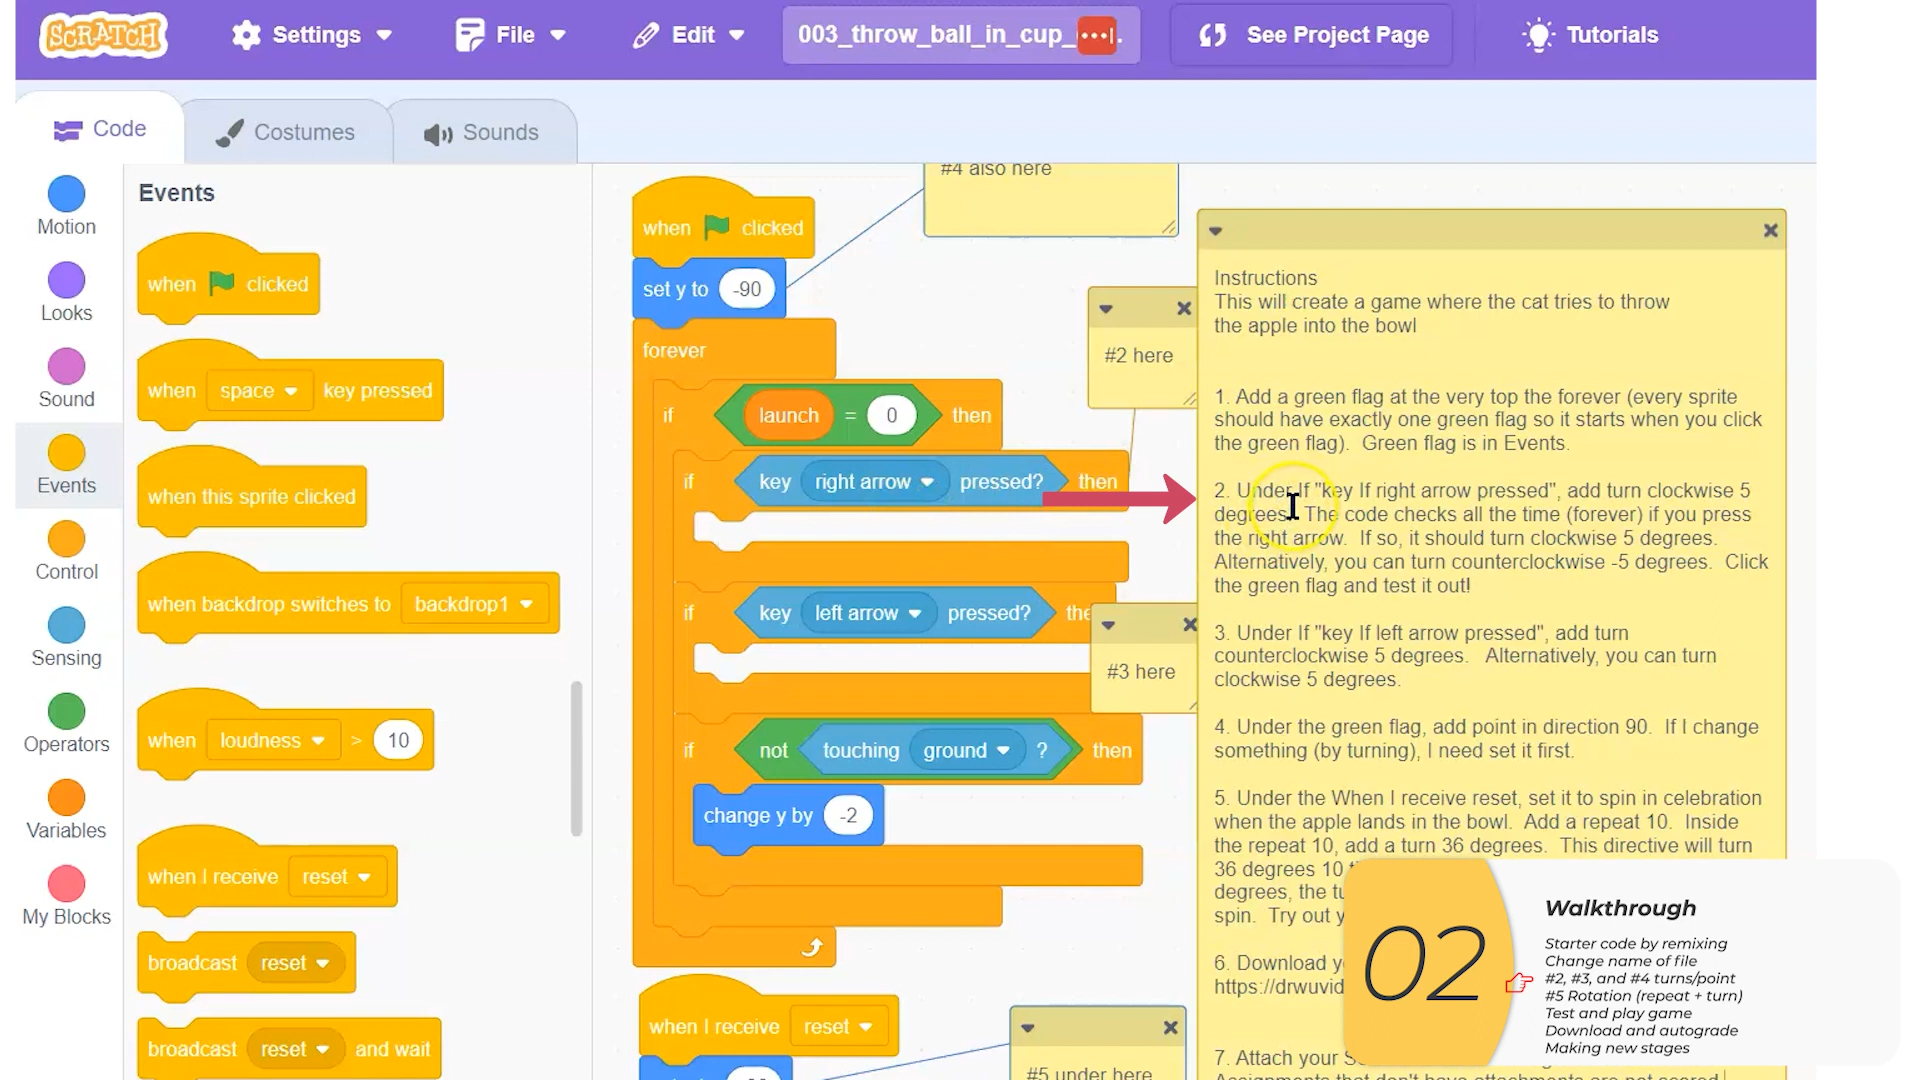 SCRATCH
Settings
File
Edit
003_throw_ball_in_cup_
See Project Page
Tutorials
Code
Costumes
Sounds
Motion
Looks
Sound
Events
Control
Sensing
Operators
Variables
My Blocks
Events
when clicked
when space key pressed
when this sprite clicked
when backdrop switches to backdrop1
when loudness > 10
when I receive reset
broadcast reset
broadcast reset and wait
when clicked
set y to -90
forever
if launch = 0 then
if key right arrow pressed? then
if key left arrow pressed? the
if not touching ground ? then
change y by -2
when I receive reset
#4 also here
#2 here
#3 here
#5 under here
Instructions
This will create a game where the cat tries to throw
the apple into the bowl
1. Add a green flag at the very top the forever (every sprite
should have exactly one green flag so it starts when you click
the green flag). Green flag is in Events.
2. Under If "key If right arrow pressed", add turn clockwise 5
degrees. The code checks all the time (forever) if you press
the right arrow. If so, it should turn clockwise 5 degrees.
Alternatively, you can turn counterclockwise -5 degrees. Click
the green flag and test it out!
3. Under If "key If left arrow pressed", add turn
counterclockwise 5 degrees. Alternatively, you can turn
clockwise 5 degrees.
4. Under the green flag, add point in direction 90. If I change
something (by turning), I need set it first.
5. Under the When I receive reset, set it to spin in celebration
when the apple lands in the bowl. Add a repeat 10. Inside
the repeat 10, add a turn 36 degrees. This directive will turn
36 degrees 10
degrees, the
spin. Try out
6. Download
https://drwuvid
7. Attach your
02
Walkthrough
Starter code by remixing
Change name of file
#2, #3, and #4 turns/point
#5 Rotation (repeat + turn)
Test and play game
Download and autograde
Making new stages